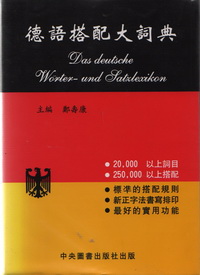 德語搭配大詞典
Das deutsche
Wörter- und Satzlexikon
主編 鄭壽康
● 20.000 以上詞目
● 250.000 以上搭配
● 標準的搭配規則
● 新正字法書寫排印
● 最好的實用功能
中央圖書出版社出版